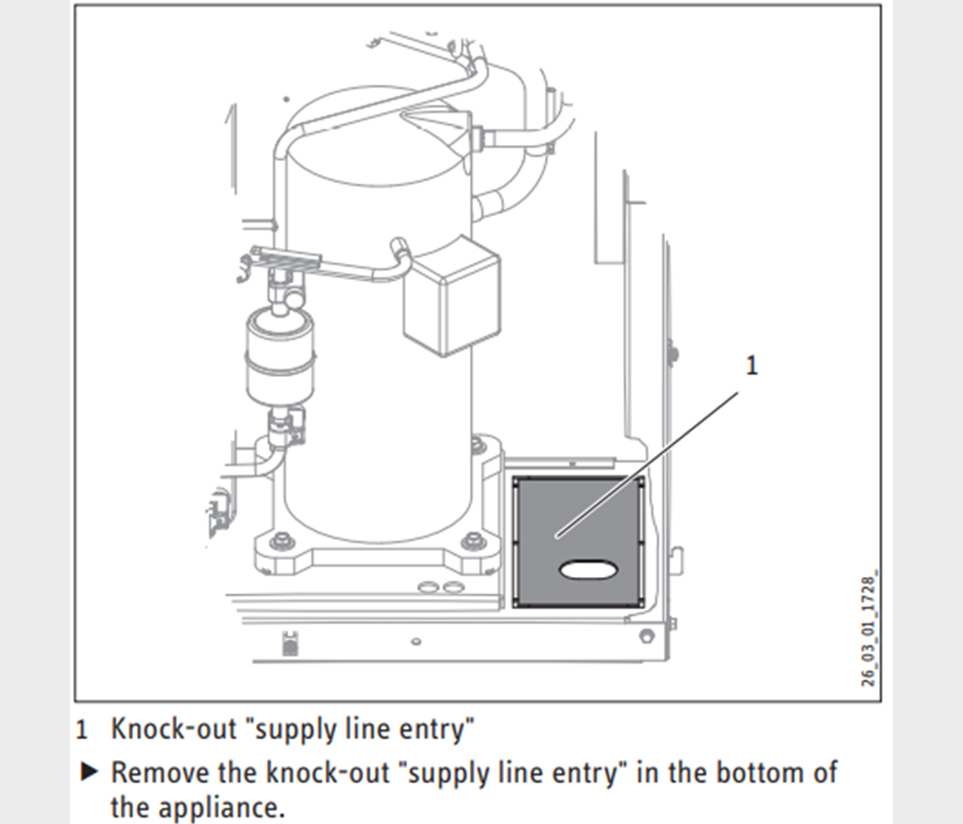 1
26_03_01_1728_
1 Knock-out "supply line entry"
▶ Remove the knock-out "supply line entry" in the bottom of
the appliance.